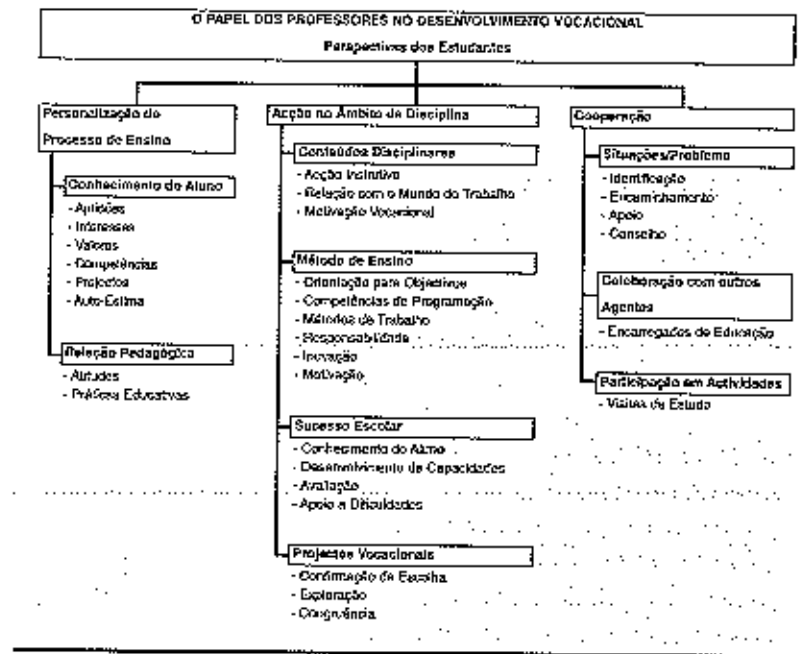 O PAPEL DOS PROFESSORES NO DESENVOLVIMENTO VOCACIONAL
Perspectivas dos Estudantes
Personalização do
Processo de Ensino
Conhecimento do Aluno
- Aptidões
- Interesses
- Valores
- Competências
- Projectos
- Auto-Estima
Relação Pedagógica
- Atitudes
- Práticas Educativas
Acção no Âmbito da Disciplina
Conteúdos Disciplinares
- Acção Instrutiva
- Relação com o Mundo do Trabalho
- Motivação Vocacional
Método de Ensino
- Orientação para Objectivos
- Competências de Programação
- Métodos de Trabalho
- Responsabilidade
- Inovação
- Motivação
Sucesso Escolar
- Conhecimento do Aluno
- Desenvolvimento de Capacidades
- Avaliação
- Apoio a Dificuldades
Projectos Vocacionais
- Confirmação da Escolha
- Exploração
- Congruência
Cooperação
Situações/Problema
- Identificação
- Encaminhamento
- Apoio
- Conselho
Colaboração com outros
Agentes
- Encarregados de Educação
Participação em Actividades
- Visitas de Estudo